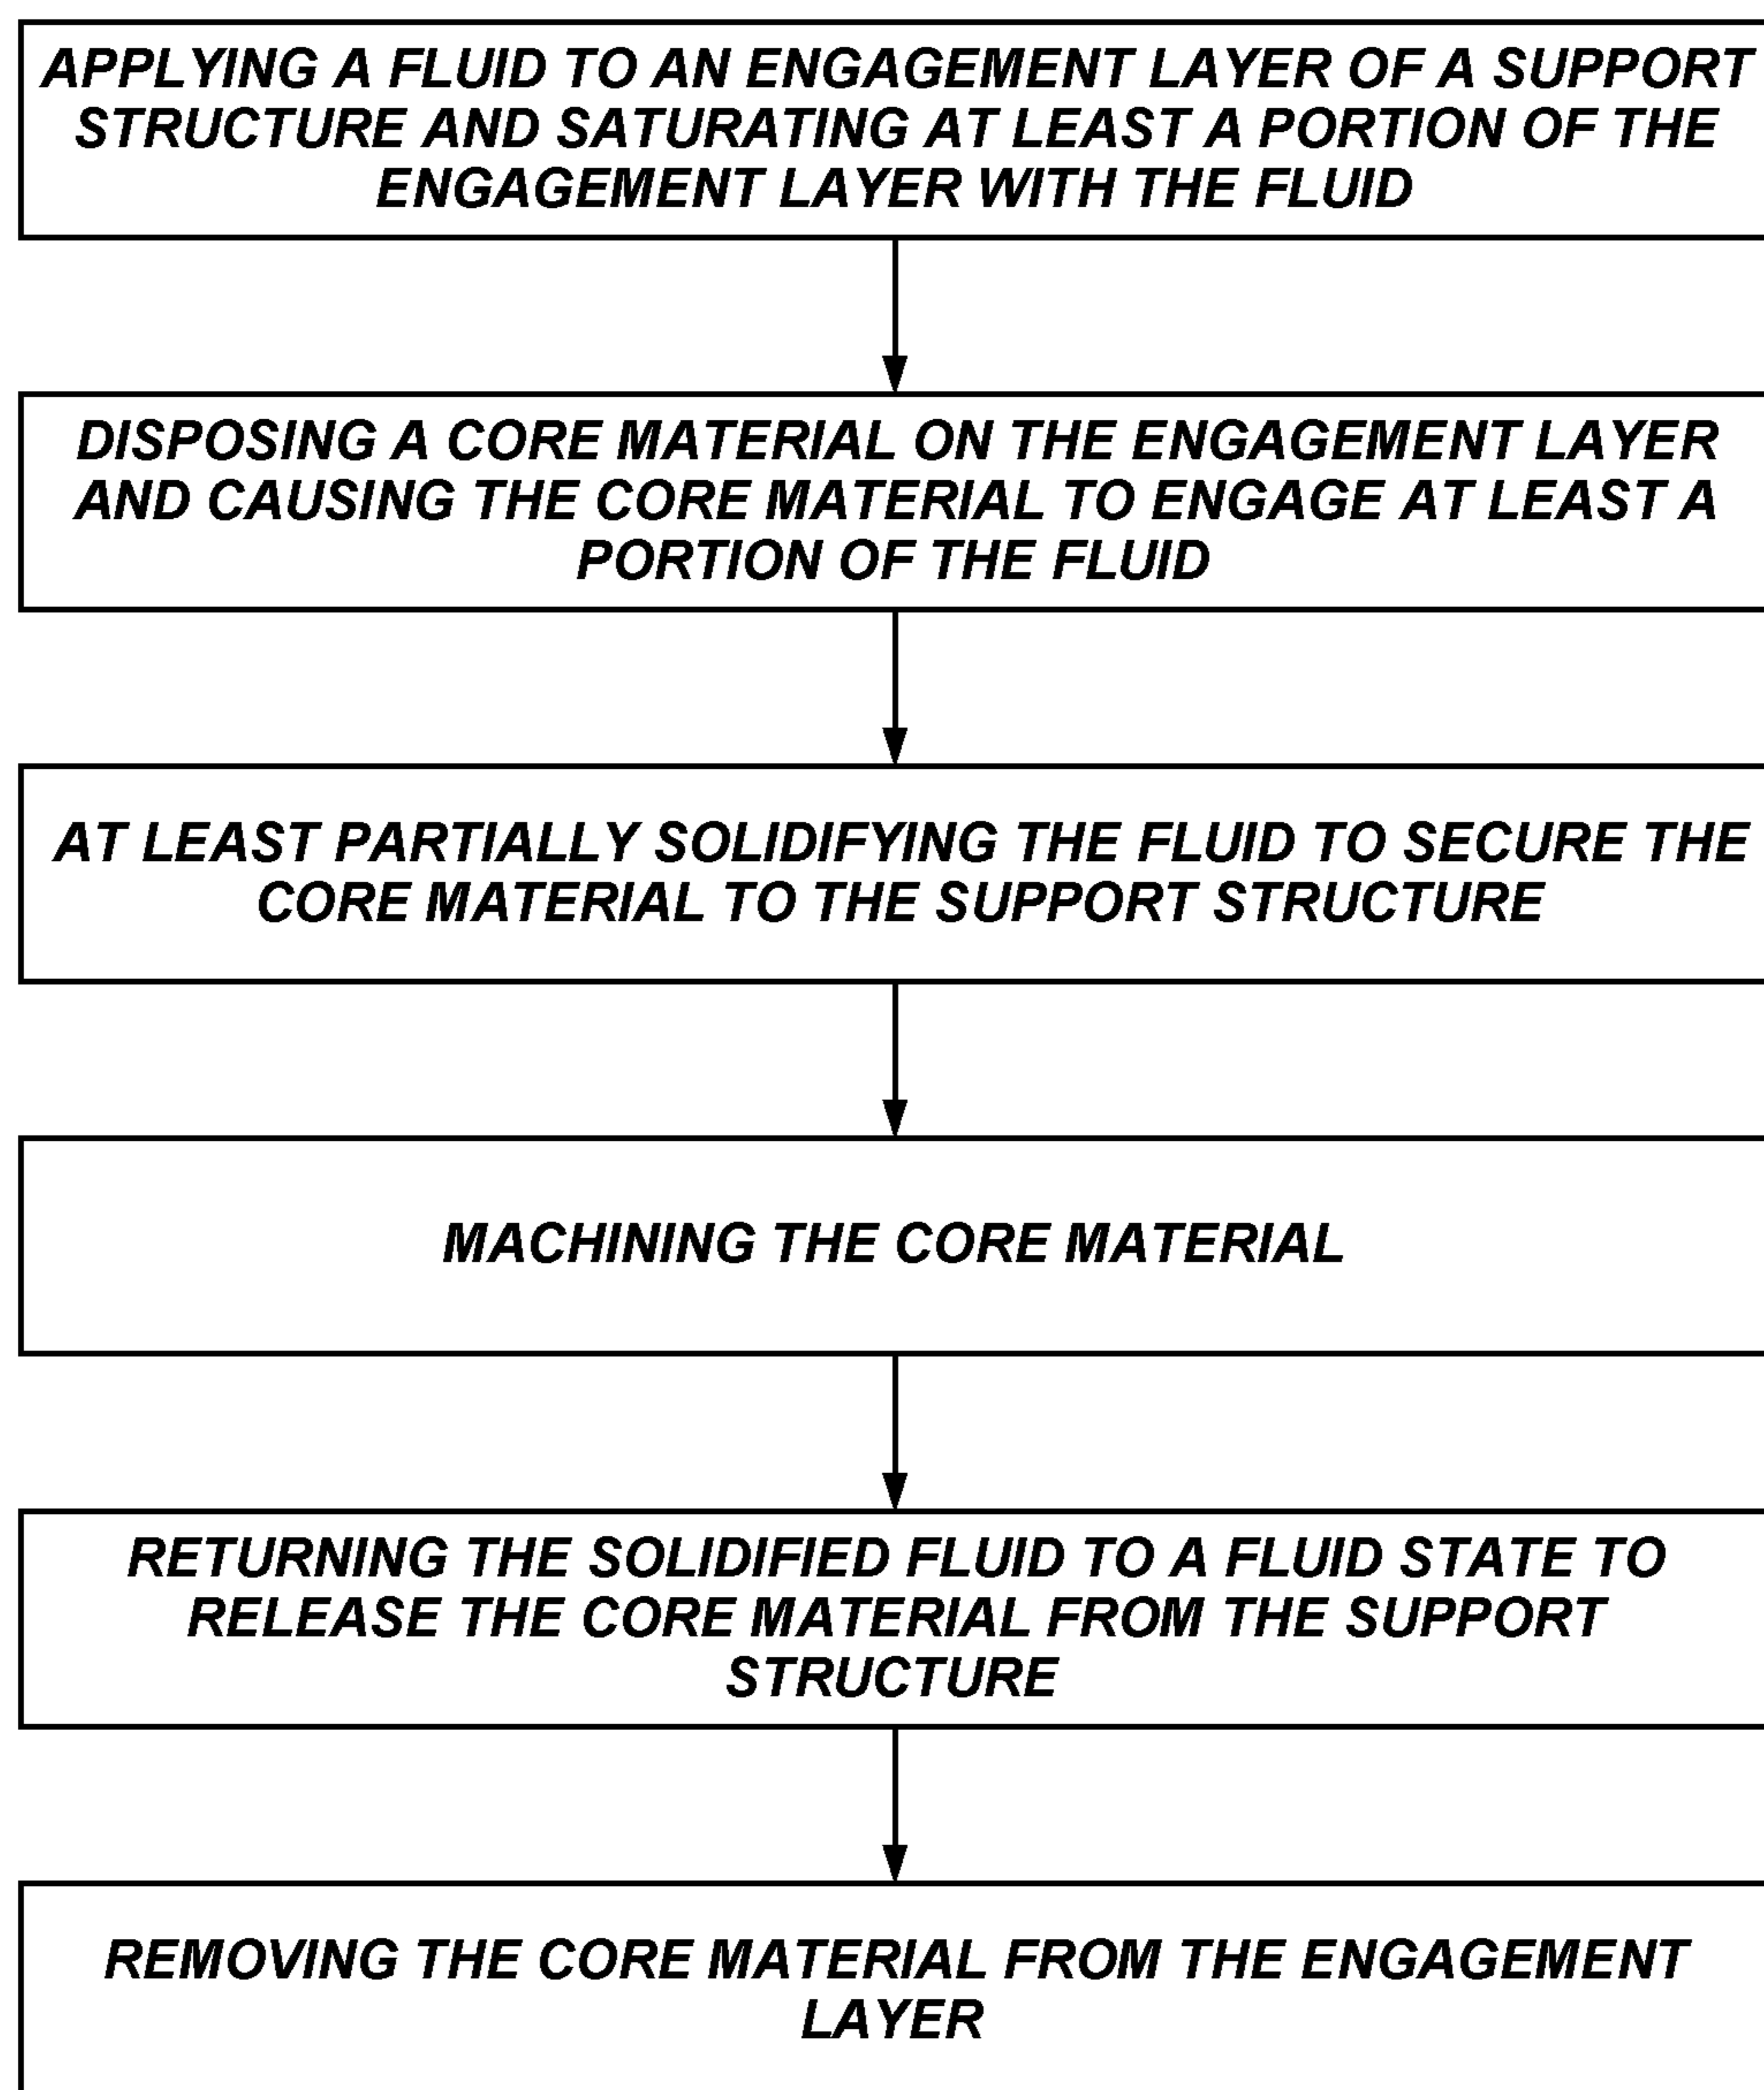 APPLYING A FLUID TO AN ENGAGEMENT LAYER OF A SUPPORT
STRUCTURE AND SATURATING AT LEAST A PORTION OF THE
ENGAGEMENT LAYER WITH THE FLUID
DISPOSING A CORE MATERIAL ON THE ENGAGEMENT LAYER
AND CAUSING THE CORE MATERIAL TO ENGAGE AT LEAST A
PORTION OF THE FLUID
AT LEAST PARTIALLY SOLIDIFYING THE FLUID TO SECURE THE
CORE MATERIAL TO THE SUPPORT STRUCTURE
MACHINING THE CORE MATERIAL
RETURNING THE SOLIDIFIED FLUID TO A FLUID STATE TO
RELEASE THE CORE MATERIAL FROM THE SUPPORT
STRUCTURE
REMOVING THE CORE MATERIAL FROM THE ENGAGEMENT
LAYER